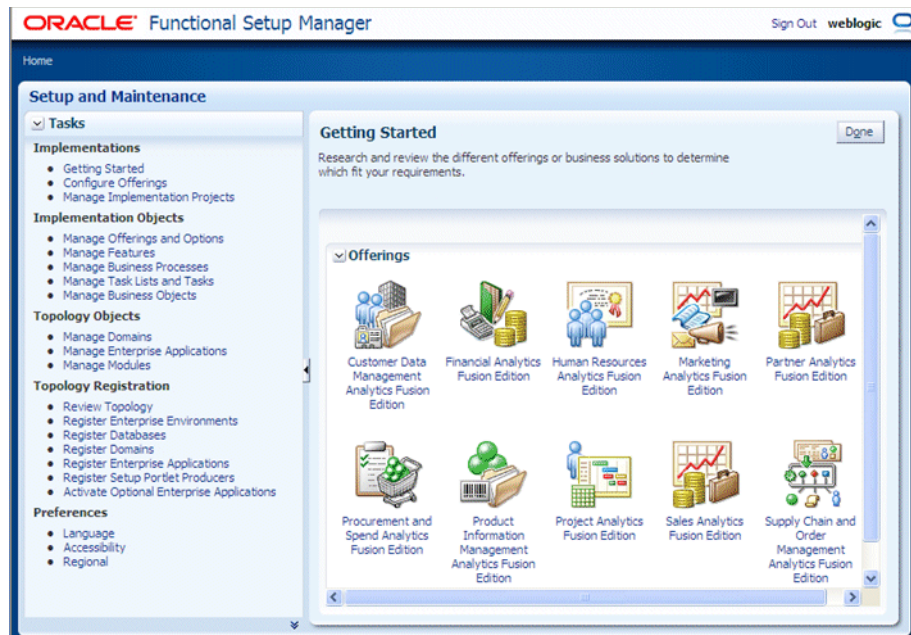 ORACLE Functional Setup Manager
Sign Out weblogic
Home
Setup and Maintenance
Tasks
Implementations
Getting Started
Configure Offerings
Manage Implementation Projects
Implementation Objects
Manage Offerings and Options
Manage Features
Manage Business Processes
Manage Task Lists and Tasks
Manage Business Objects
Topology Objects
Manage Domains
Manage Enterprise Applications
Manage Modules
Topology Registration
Review Topology
Register Enterprise Environments
Register Databases
Register Domains
Register Enterprise Applications
Register Setup Portlet Producers
Activate Optional Enterprise Applications
Preferences
Language
Accessibility
Regional
Getting Started
Done
Research and review the different offerings or business solutions to determine
which fit your requirements.
Offerings
Customer Data
Management
Analytics Fusion
Edition
Financial Analytics
Fusion Edition
Human Resources
Analytics Fusion
Edition
Marketing
Analytics Fusion
Edition
Partner Analytics
Fusion Edition
Procurement and
Spend Analytics
Fusion Edition
Product
Information
Management
Analytics Fusion
Edition
Project Analytics
Fusion Edition
Sales Analytics
Fusion Edition
Supply Chain and
Order
Management
Analytics Fusion
Edition